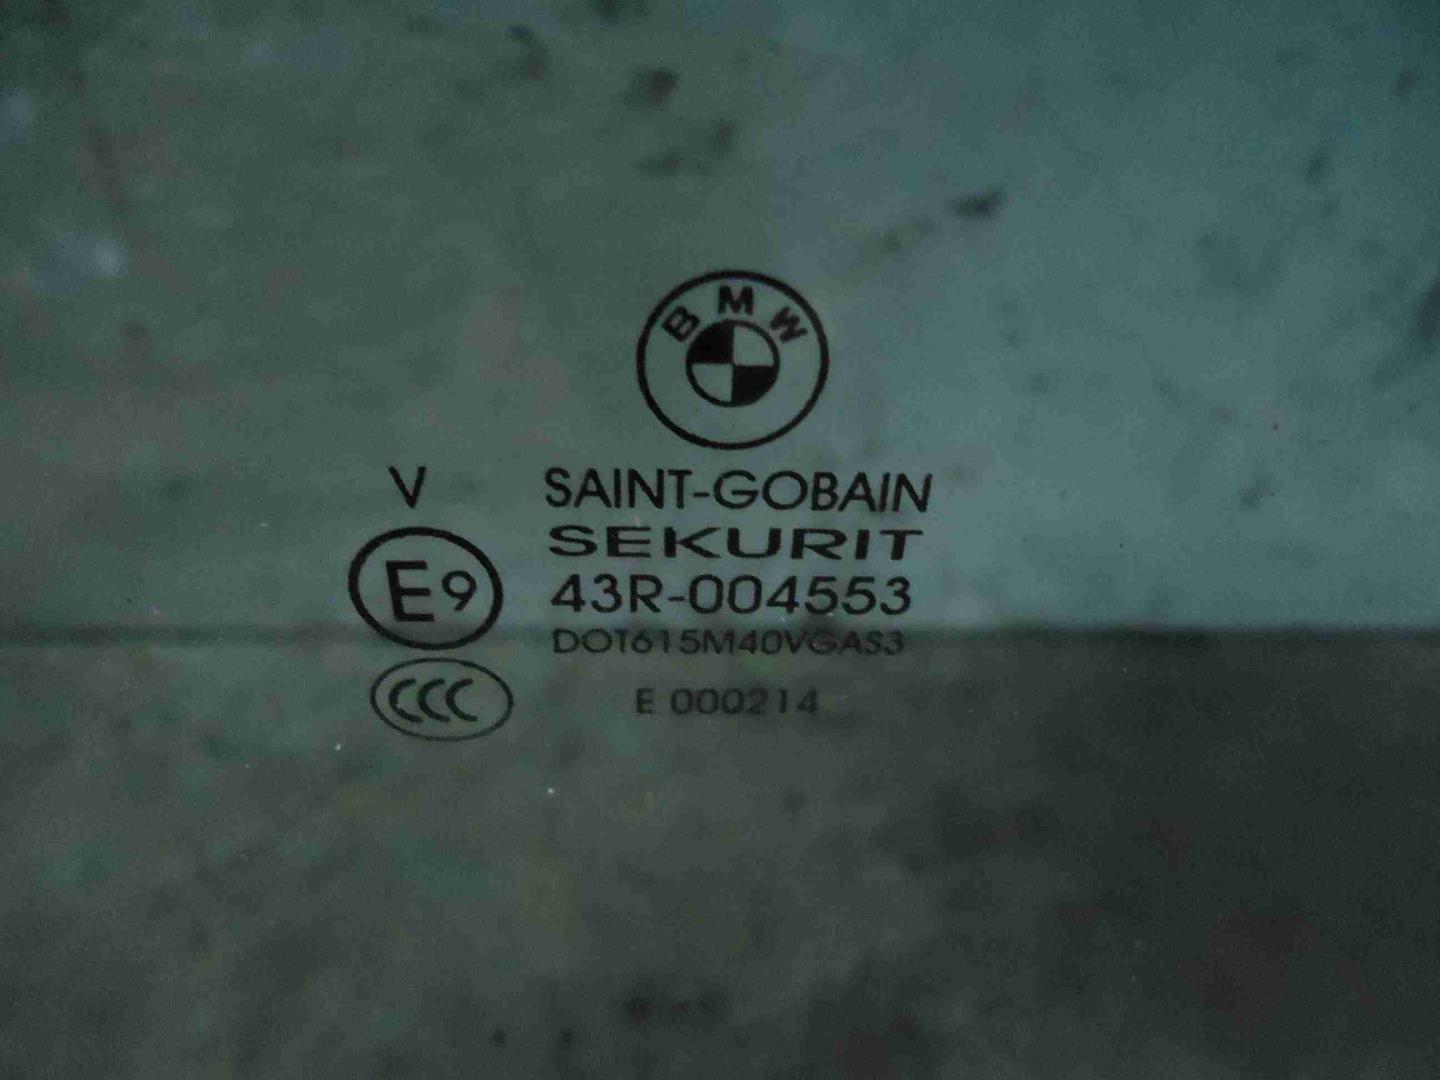 BMW
V
SAINT-GOBAIN
SEKURIT
E9
43R-004553
DOT615M40VGAS3
CCC
E 000214